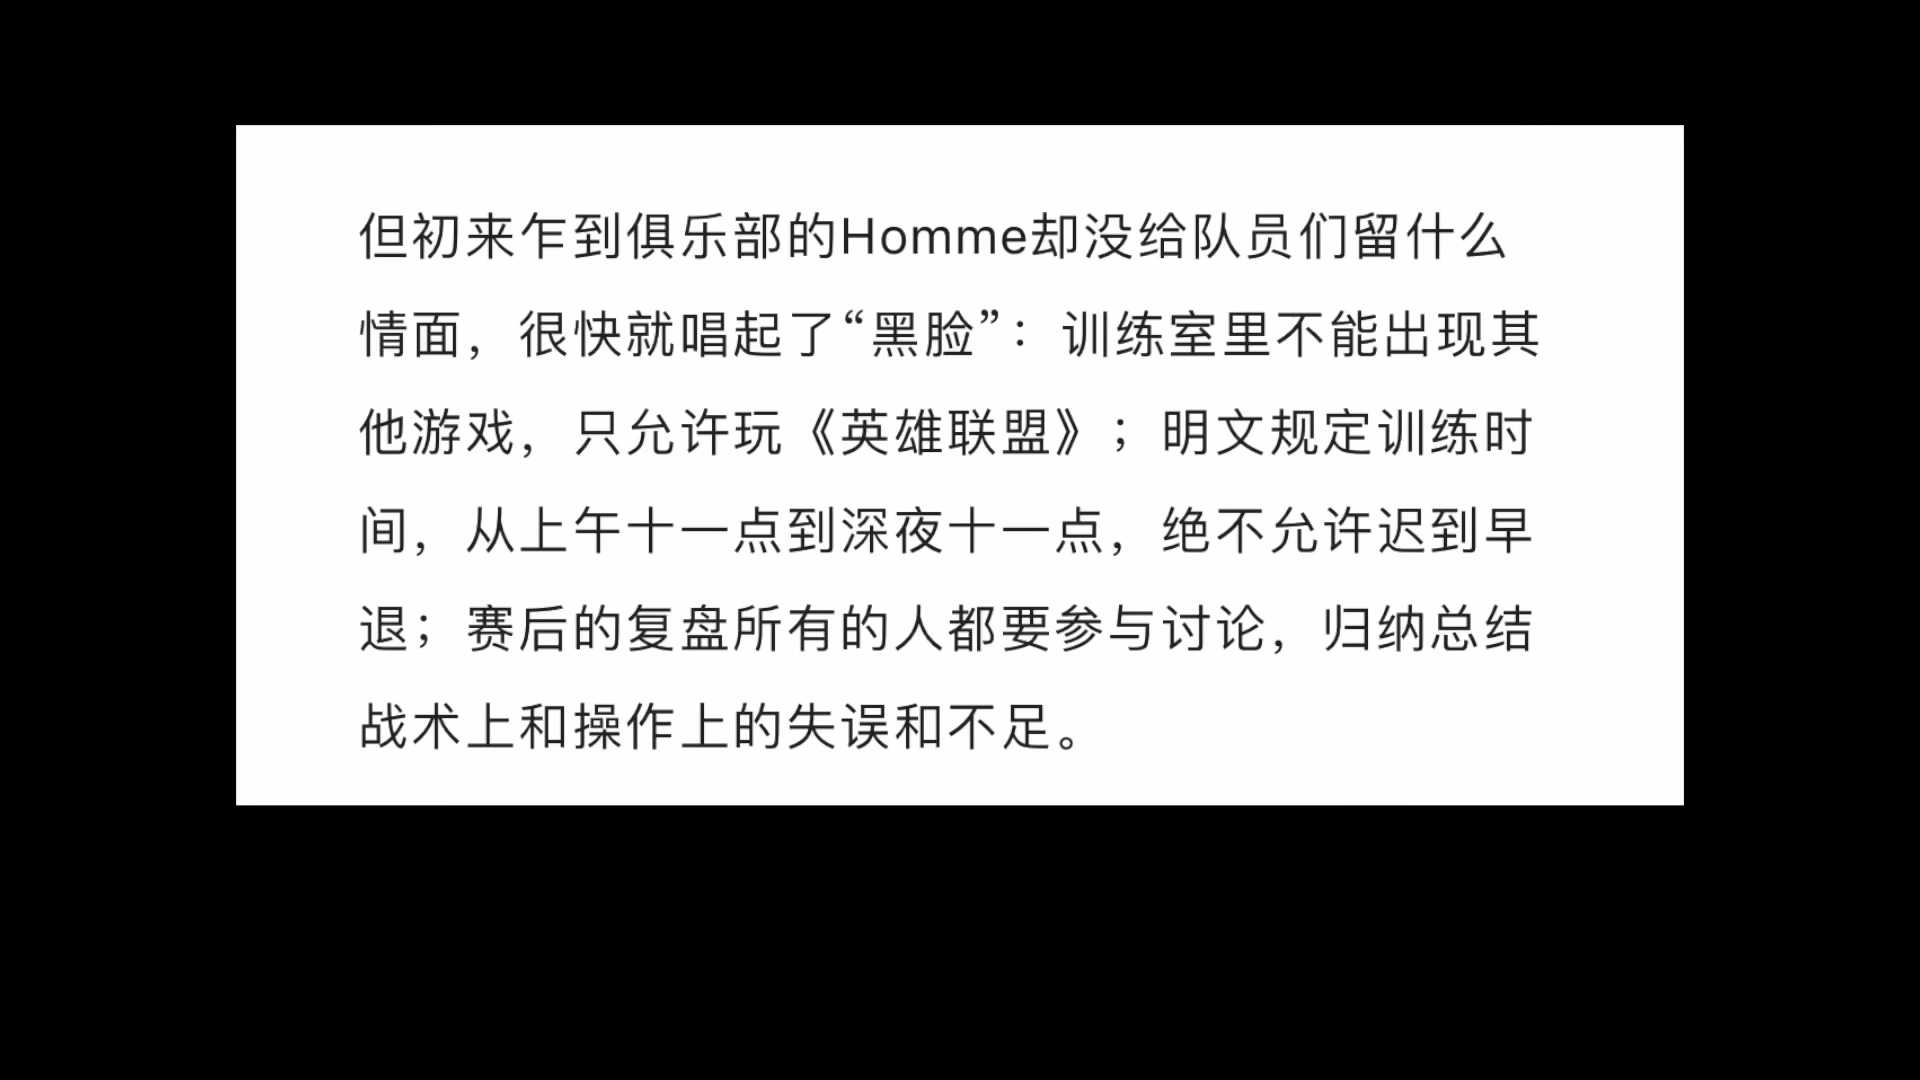 但初来乍到俱乐部的Homme却没给队员们留什么
情面，很快就唱起了“黑脸”：训练室里不能出现其
他游戏，只允许玩《英雄联盟》；明文规定训练时
间，从上午十一点到深夜十一点，绝不允许迟到早
退；赛后的复盘所有的人都要参与讨论，归纳总结
战术上和操作上的失误和不足。